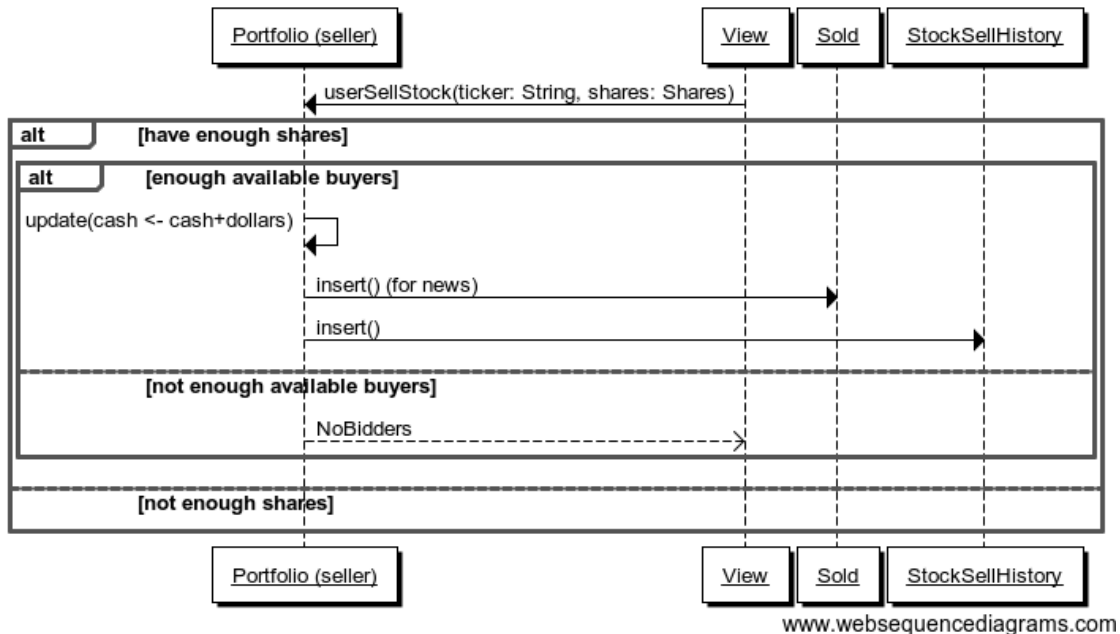 Portfolio (seller) View Sold StockSellHistory
userSellStock(ticker: String, shares: Shares)
alt [have enough shares]
alt [enough available buyers]
update(cash <- cash+dollars)
insert() (for news)
insert()
[not enough available buyers]
NoBidders
[not enough shares]
Portfolio (seller) View Sold StockSellHistory
www.websequencediagrams.com